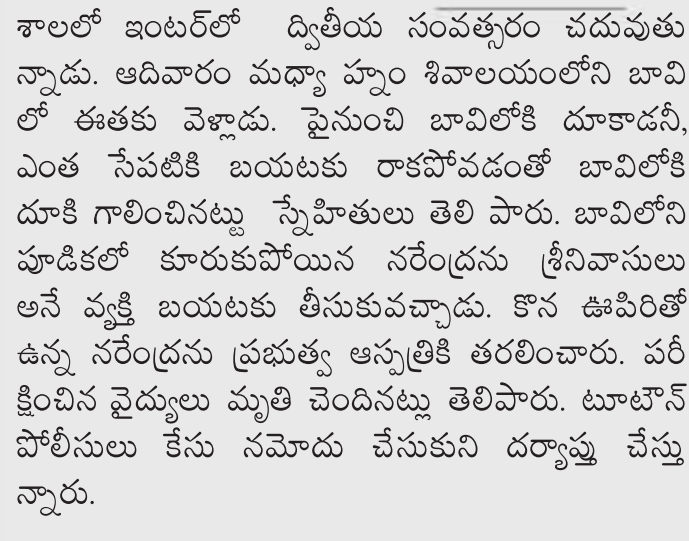 శాలలో ఇంటర్‌లో ద్వితీయ సంవత్సరం చదువుతు
న్నాడు. ఆదివారం మధ్యా హ్నం శివాలయంలోని బావి
లో ఈతకు వెళ్లాడు. పైనుంచి బావిలోకి దూకాడనీ,
ఎంత సేపటికి బయటకు రాకపోవడంతో బావిలోకి
దూకి గాలించినట్టు స్నేహితులు తెలి పారు. బావిలోని
పూడికలో కూరుకుపోయిన నరేంద్రను శ్రీనివాసులు
అనే వ్యక్తి బయటకు తీసుకువచ్చాడు. కొన ఊపిరితో
ఉన్న నరేంద్రను ప్రభుత్వ ఆస్పత్రికి తరలించారు. పరీ
క్షించిన వైద్యులు మృతి చెందినట్లు తెలిపారు. టూటౌన్
పోలీసులు కేసు నమోదు చేసుకుని దర్యాప్తు చేస్తు
న్నారు.